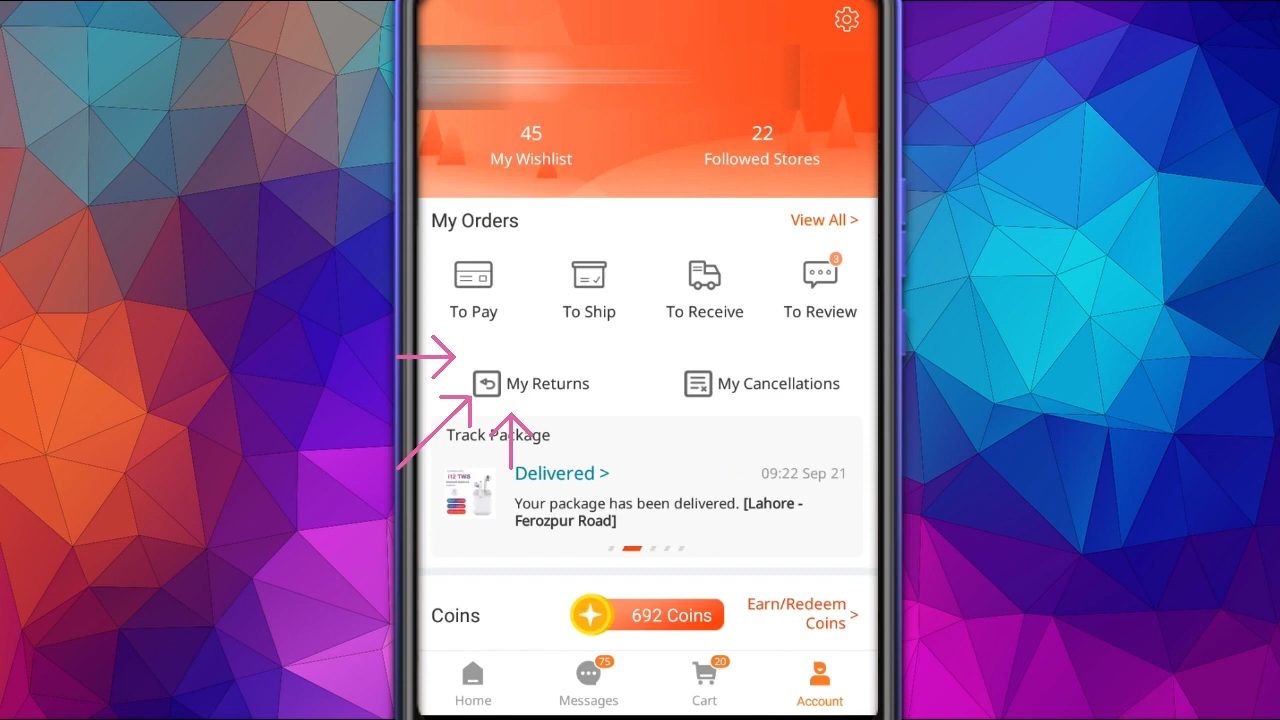 45
22
My Wishlist
Followed Stores
My Orders
View All >
3
To Pay
To Ship
To Receive
To Review
My Returns
My Cancellations
Track Package
Delivered >
09:22 Sep 21
I12 TWS
Your package has been delivered. [Lahore -
Ferozpur Road]
Coins
692 Coins
Earn/Redeem
Coins >
75
20
Home
Messages
Cart
Account